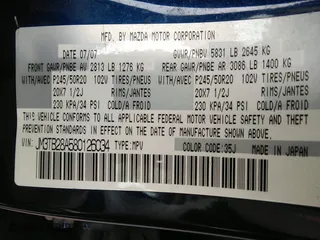 MFD. BY MAZDA MOTOR CORPORATION
DATE 07/07 GVWR/PNBV 5831 LB 2645 KG
FRONT GAWR/PNBE AV 2813 LB 1276 KG REAR GAWR/PNBE AR 3086 LB 1400 KG
W/AVEC P245/50R20 102V TIRES/PNEUS W/AVEC P245/50R20 102V TIRES/PNEUS
20X7 1/2J RIMS/JANTES 20X7 1/2J RIMS/JANTES
230 KPA/34 PSI COLD/A FROID 230 KPA/34 PSI COLD/A FROID
THIS VEHICLE CONFORMS TO ALL APPLICABLE FEDERAL MOTOR VEHICLE SAFETY AND THEFT
PREVENTION STANDARDS IN EFFECT ON THE DATE OF MANUFACTURE SHOWN ABOVE.
VIN: JM3TB28A580126034 TYPE:MPV COLOR CODE:35J MADE IN JAPAN